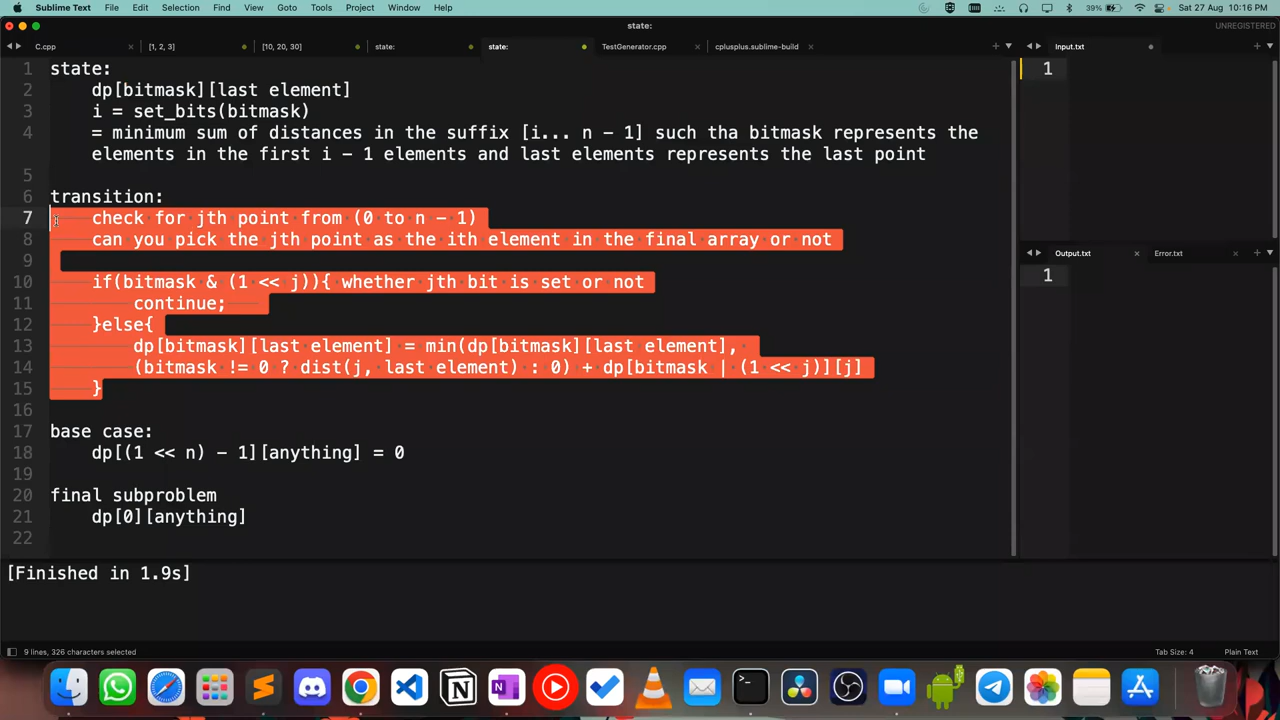 Sublime Text File Edit Selection Find View Goto Tools Project Window Help 39% Sat 27 Aug 10:16 PM
state: UNREGISTERED
C.cpp [1, 2, 3] [10, 20, 30] state: state: TestGenerator.cpp cplusplus.sublime-build Input.txt
1 state:
2 dp[bitmask][last element]
3 i = set_bits(bitmask)
4 = minimum sum of distances in the suffix [i... n - 1] such tha bitmask represents the
elements in the first i - 1 elements and last elements represents the last point
5
6 transition:
7 check for jth point from (0 to n - 1)
8 can you pick the jth point as the ith element in the final array or not
9
10 if(bitmask & (1 << j)){ whether jth bit is set or not
11 continue;
12 }else{
13 dp[bitmask][last element] = min(dp[bitmask][last element],
14 (bitmask != 0 ? dist(j, last element) : 0) + dp[bitmask | (1 << j)][j]
15 }
16
17 base case:
18 dp[(1 << n) - 1][anything] = 0
19
20 final subproblem
21 dp[0][anything]
22
1
Output.txt Error.txt
1
[Finished in 1.9s]
9 lines, 326 characters selected Tab Size: 4 Plain Text